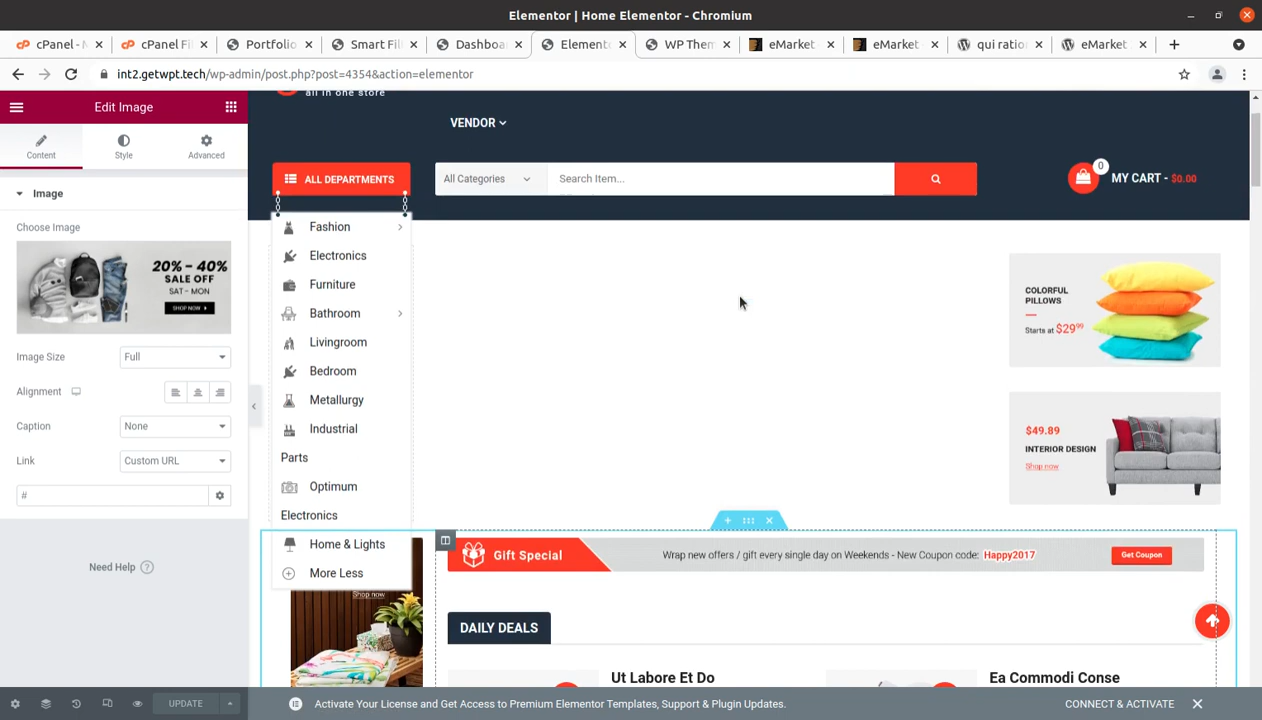 Elementor | Home Elementor - Chromium
cPanel - M
cPanel Fi
Portfolio
Smart Fil
Dashboa
Element
WP Them
eMarket
eMarket
qui ratio
eMarket
int2.getwpt.tech/wp-admin/post.php?post=4354&action=elementor
Edit Image
Content
Style
Advanced
Image
Choose Image
20% – 40%
SALE OFF
SAT – MON
SHOP NOW
Image Size
Full
Alignment
Caption
None
Link
Custom URL
#
Need Help ?
UPDATE
all in one store
VENDOR
ALL DEPARTMENTS
All Categories
Search Item...
0
MY CART - $0.00
Fashion
Electronics
Furniture
Bathroom
Livingroom
Bedroom
Metallurgy
Industrial
Parts
Optimum
Electronics
Home & Lights
More Less
Shop now
COLORFUL
PILLOWS
Starts at $29.99
$49.89
INTERIOR DESIGN
Shop now
Gift Special
Wrap new offers / gift every single day on Weekends - New Coupon code: Happy2017
Get Coupon
DAILY DEALS
Ut Labore Et Do
Ea Commodi Conse
Activate Your License and Get Access to Premium Elementor Templates, Support & Plugin Updates.
CONNECT & ACTIVATE